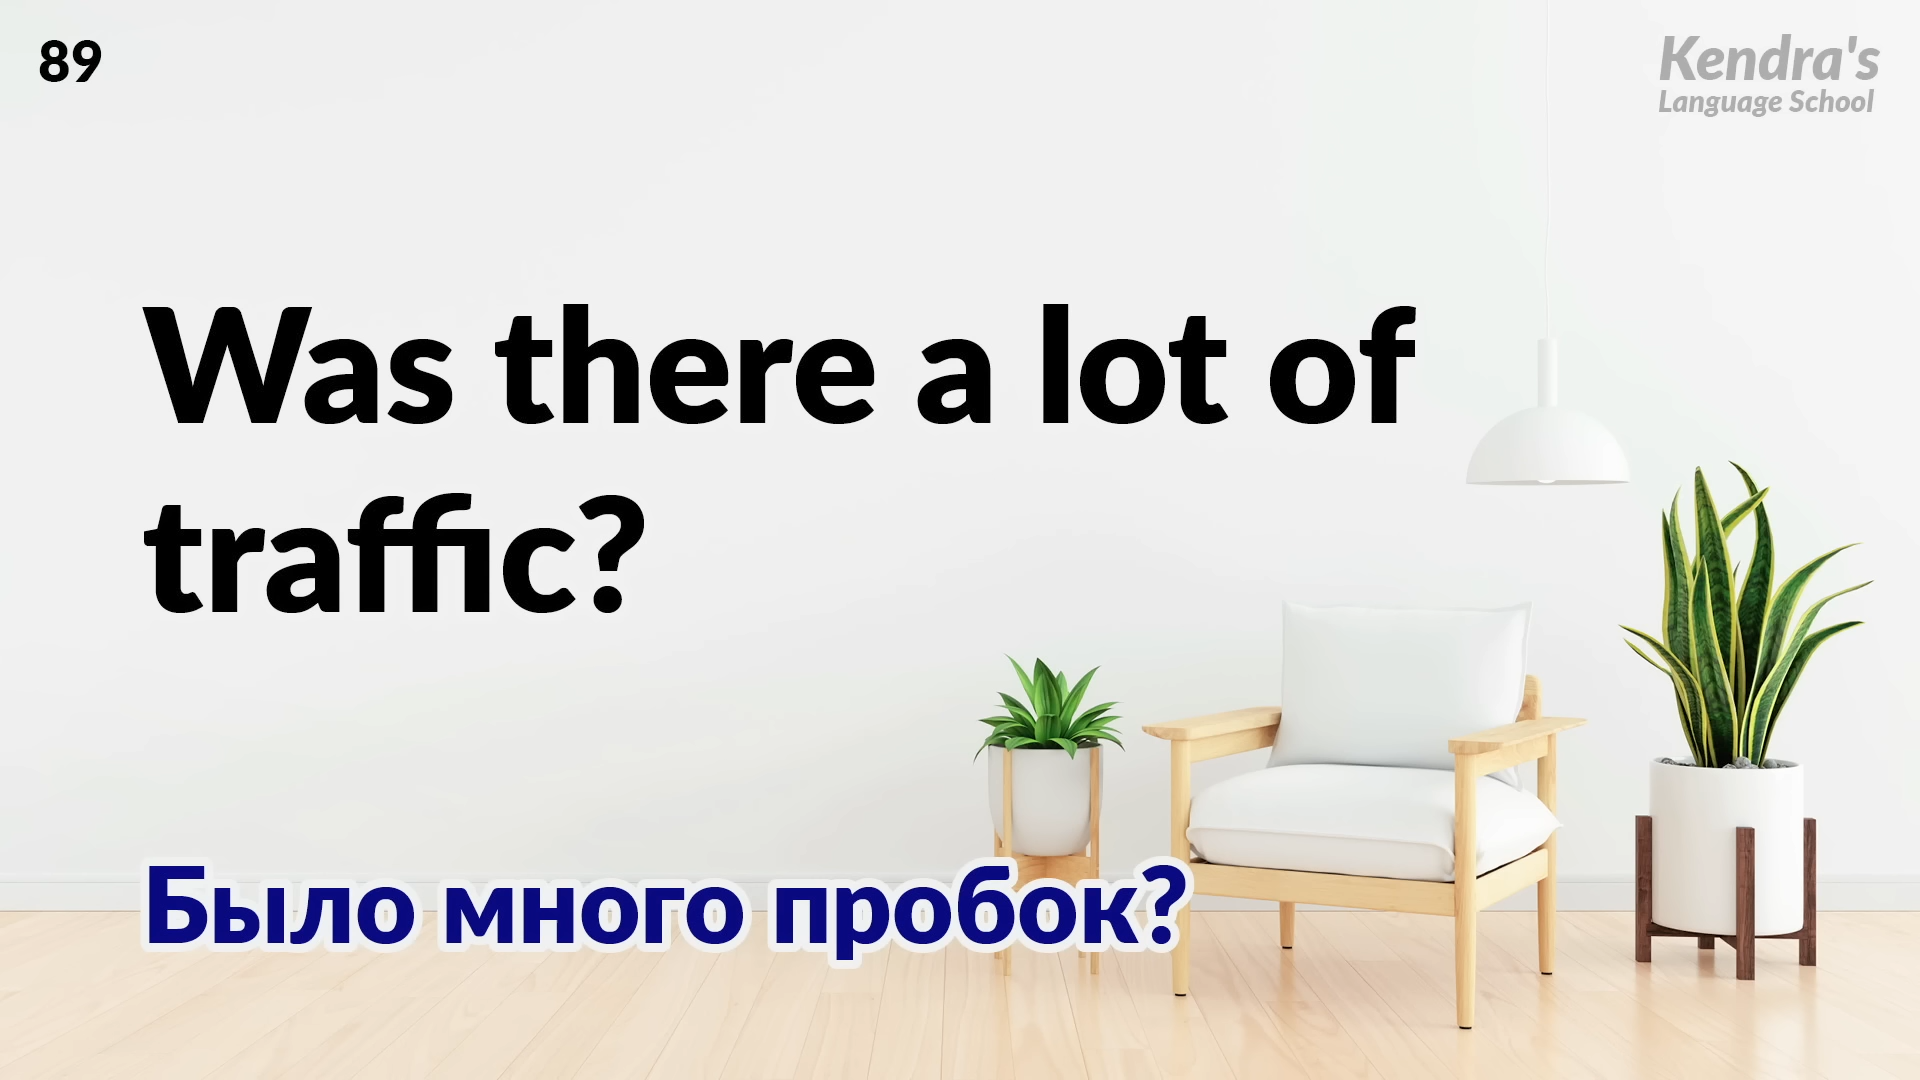 89
Kendra's
Language School
Was there a lot of
traffic?
Было много пробок?